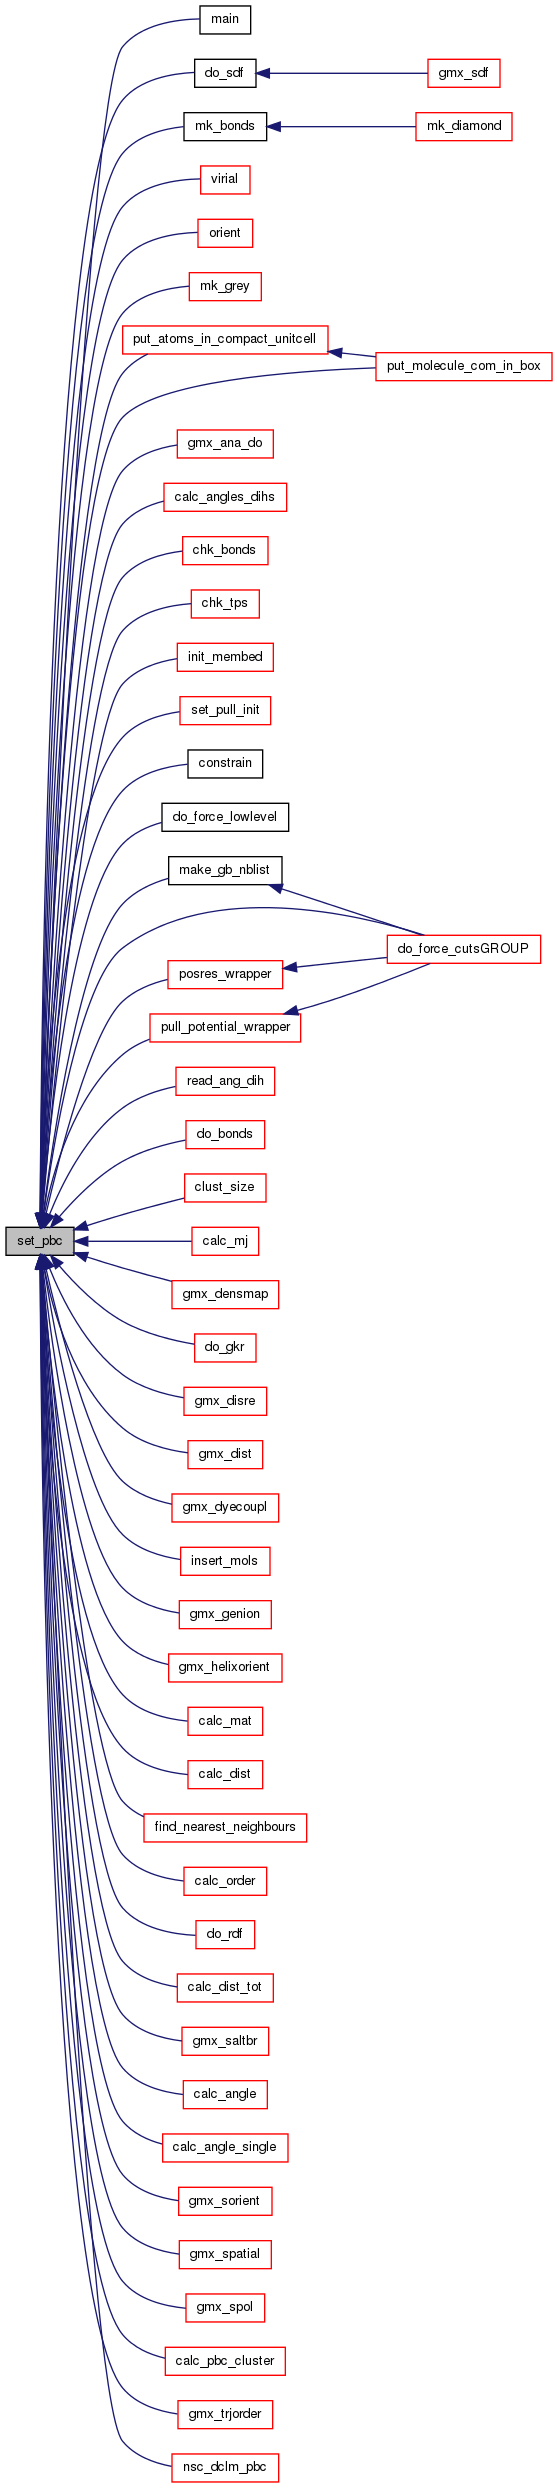 main
do_sdf
gmx_sdf
mk_bonds
mk_diamond
virial
orient
mk_grey
put_atoms_in_compact_unitcell
put_molecule_com_in_box
gmx_ana_do
calc_angles_dihs
chk_bonds
chk_tps
init_membed
set_pull_init
constrain
do_force_lowlevel
make_gb_nblist
do_force_cutsGROUP
posres_wrapper
pull_potential_wrapper
read_ang_dih
do_bonds
clust_size
set_pbc
calc_mj
gmx_densmap
do_gkr
gmx_disre
gmx_dist
gmx_dyecoupl
insert_mols
gmx_genion
gmx_helixorient
calc_mat
calc_dist
find_nearest_neighbours
calc_order
do_rdf
calc_dist_tot
gmx_saltbr
calc_angle
calc_angle_single
gmx_sorient
gmx_spatial
gmx_spol
calc_pbc_cluster
gmx_trjorder
nsc_dclm_pbc